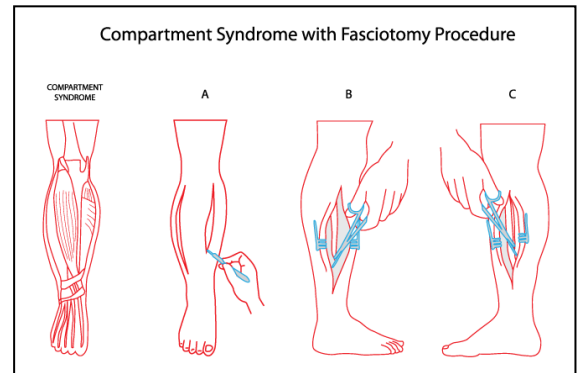 Compartment Syndrome with Fasciotomy Procedure
COMPARTMENT
SYNDROME
A
B
C